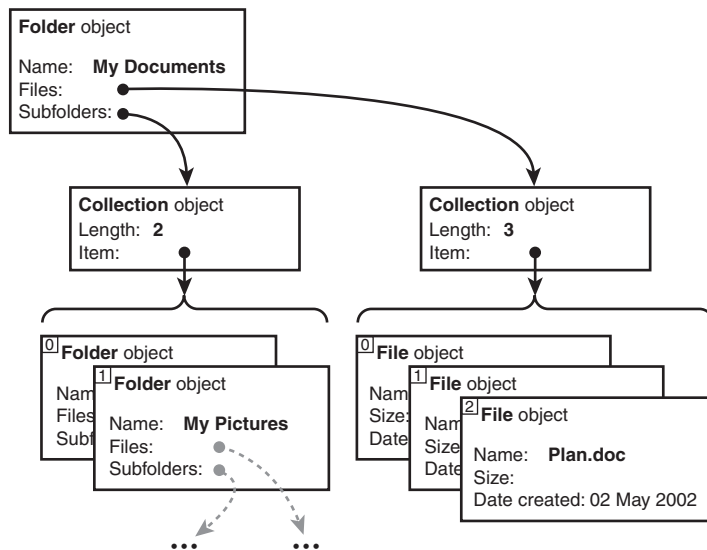 Folder object
Name: My Documents
Files:
Subfolders:
Collection object
Length: 2
Item:
Collection object
Length: 3
Item:
0
Folder object
Nam
Files
Subf
1
Folder object
Name: My Pictures
Files:
Subfolders:
...
...
0
File object
Nam
Size:
Date
1
File object
Nam
Size
Date
2
File object
Name: Plan.doc
Size:
Date created: 02 May 2002